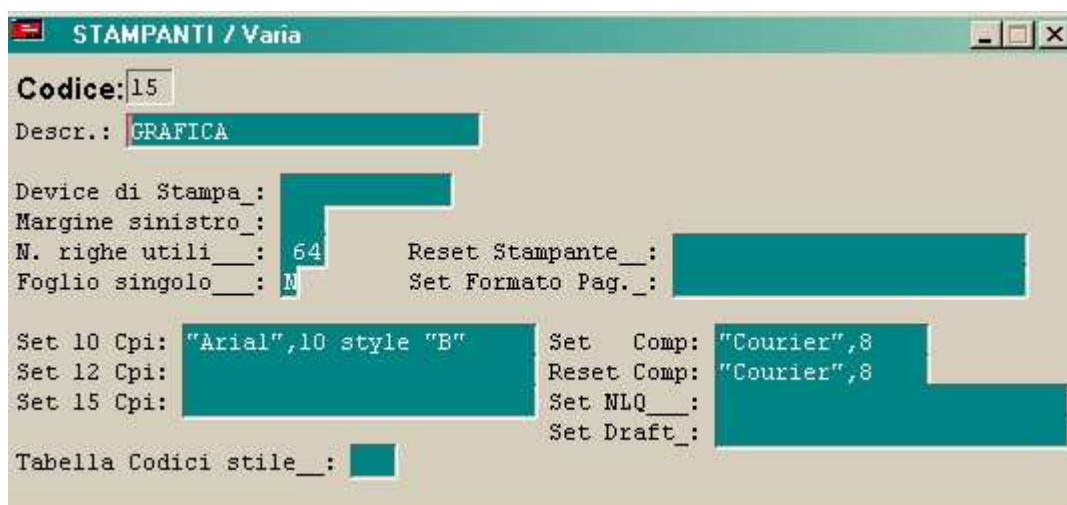 STAMPANTI / Varia
Codice: 15
Descr.: GRAFICA
Device di Stampa_:
Margine sinistro_:
N. righe utili___: 64 Reset Stampante__:
Foglio singolo___: N Set Formato Pag._:
Set 10 Cpi: "Arial",10 style "B" Set Comp: "Courier",8
Set 12 Cpi: Reset Comp: "Courier",8
Set 15 Cpi: Set NLQ___:
Set Draft_:
Tabella Codici stile__: